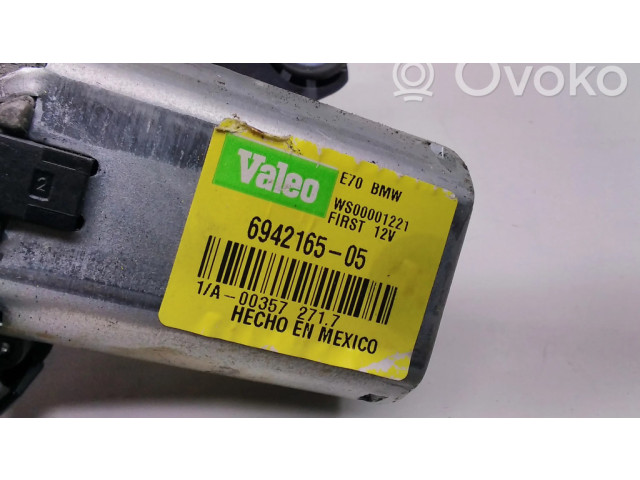 Ovoko
Valeo
E70 BMW
WS00001221
FIRST 12V
6942165-05
1/A-00357 271.7
HECHO EN MEXICO
2